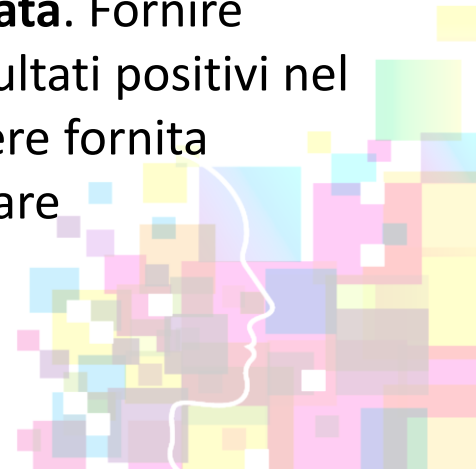 ata. Fornire
ultati positivi nel
ere fornita
are